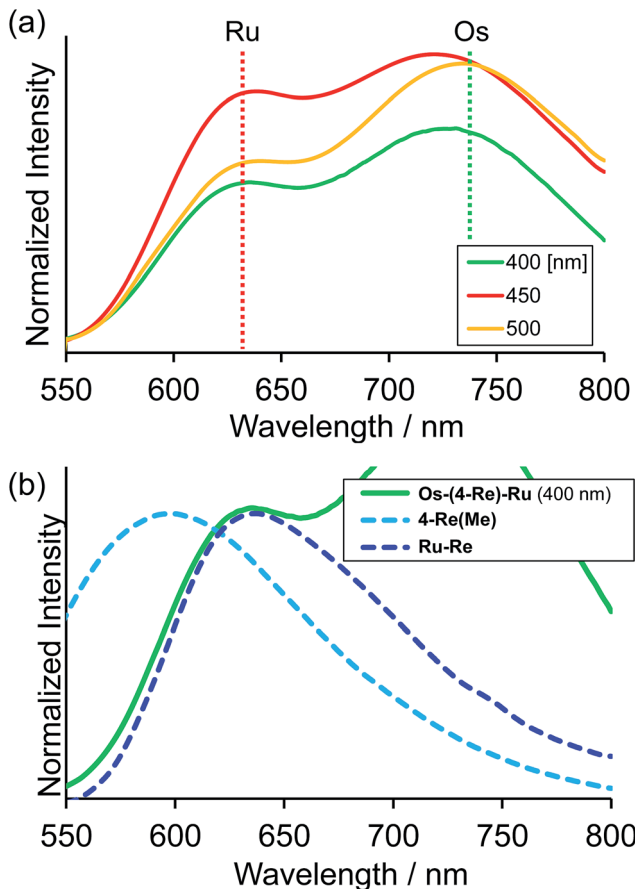 (a)
Ru
Os
Normalized Intensity
400 [nm]
450
500
550 600 650 700 750 800
Wavelength / nm
(b)
Normalized Intensity
Os-(4-Re)-Ru (400 nm)
4-Re(Me)
Ru-Re
550 600 650 700 750 800
Wavelength / nm